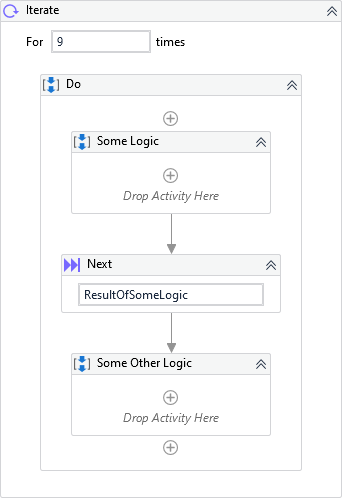 Iterate
For 9 times
Do
Some Logic
Drop Activity Here
Next
ResultOfSomeLogic
Some Other Logic
Drop Activity Here